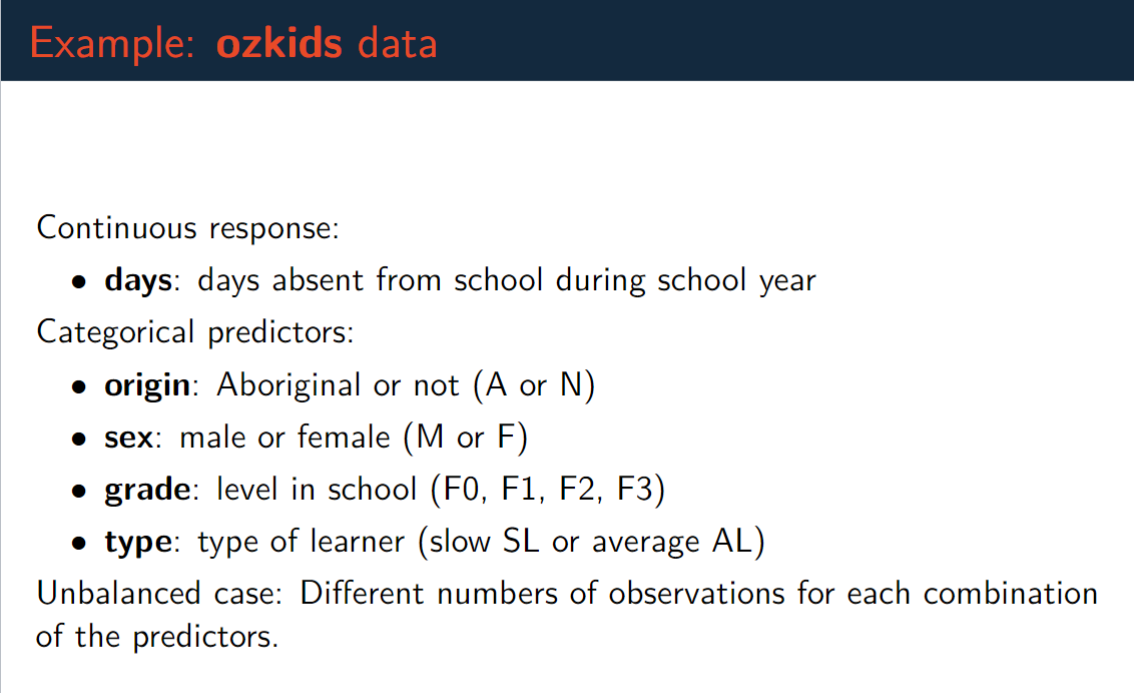 Example: ozkids data
Continuous response:
• days: days absent from school during school year
Categorical predictors:
• origin: Aboriginal or not (A or N)
• sex: male or female (M or F)
• grade: level in school (F0, F1, F2, F3)
• type: type of learner (slow SL or average AL)
Unbalanced case: Different numbers of observations for each combination
of the predictors.